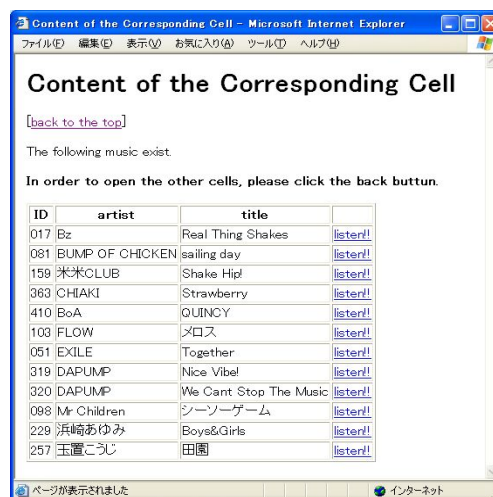 Content of the Corresponding Cell - Microsoft Internet Explorer
ファイル(F) 編集(E) 表示(V) お気に入り(A) ツール(T) ヘルプ(H)
Content of the Corresponding Cell
[back to the top]
The following music exist.
In order to open the other cells, please click the back buttun.
ID artist title
017 Bz Real Thing Shakes listen!!
081 BUMP OF CHICKEN sailing day listen!!
159 米米CLUB Shake Hip! listen!!
363 CHIAKI Strawberry listen!!
410 BoA QUINCY listen!!
103 FLOW メロス listen!!
051 EXILE Together listen!!
319 DAPUMP Nice Vibe! listen!!
320 DAPUMP We Cant Stop The Music listen!!
098 Mr Children シーソーゲーム listen!!
229 浜崎あゆみ Boys&Girls listen!!
257 玉置こうじ 田園 listen!!
ページが表示されました インターネット